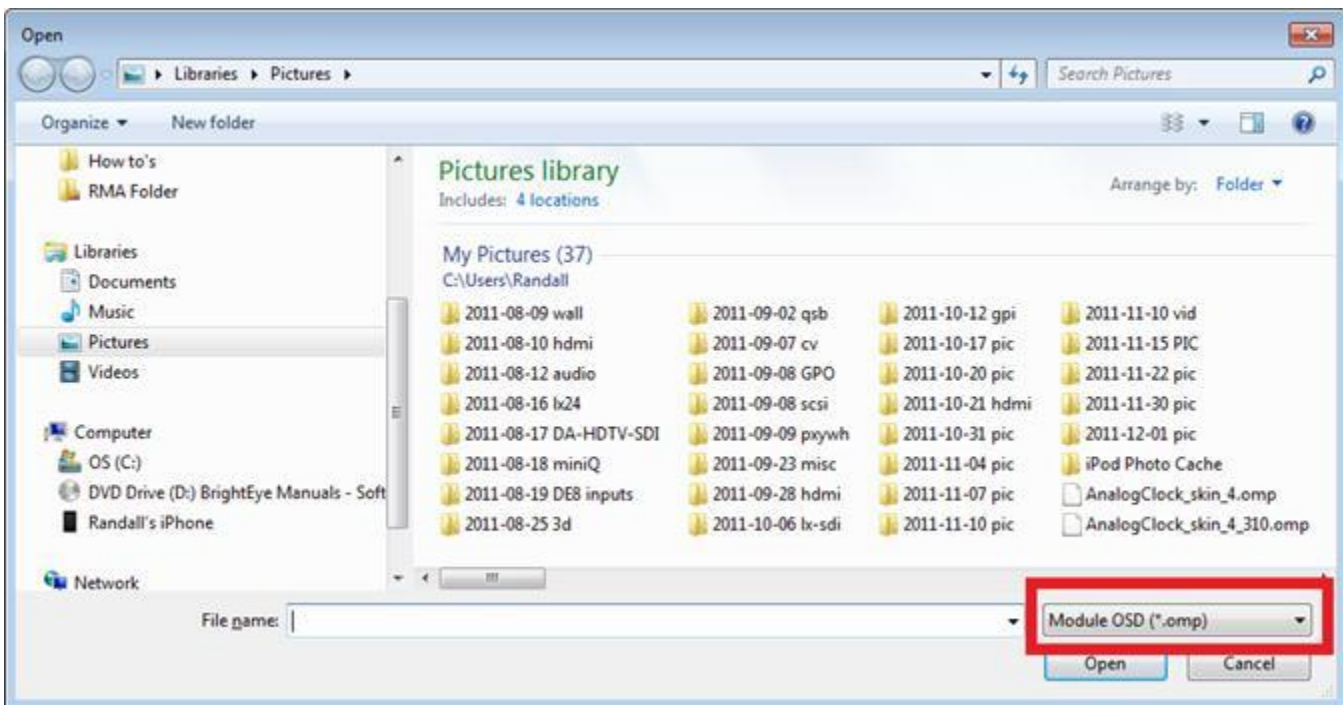 Open
Libraries Pictures
Search Pictures
Organize New folder
How to's
RMA Folder
Libraries
Documents
Music
Pictures
Videos
Computer
OS (C:)
DVD Drive (D:) BrightEye Manuals - Soft
Randall's iPhone
Network
Pictures library
Includes: 4 locations
Arrange by: Folder
My Pictures (37)
C:\Users\Randall
2011-08-09 wall
2011-08-10 hdmi
2011-08-12 audio
2011-08-16 lx24
2011-08-17 DA-HDTV-SDI
2011-08-18 miniQ
2011-08-19 DE8 inputs
2011-08-25 3d
2011-09-02 qsb
2011-09-07 cv
2011-09-08 GPO
2011-09-08 scsi
2011-09-09 pxywh
2011-09-23 misc
2011-09-28 hdmi
2011-10-06 lx-sdi
2011-10-12 gpi
2011-10-17 pic
2011-10-20 pic
2011-10-21 hdmi
2011-10-31 pic
2011-11-04 pic
2011-11-07 pic
2011-11-10 pic
2011-11-10 vid
2011-11-15 PIC
2011-11-22 pic
2011-11-30 pic
2011-12-01 pic
iPod Photo Cache
AnalogClock_skin_4.omp
AnalogClock_skin_4_310.omp
File name:
Module OSD (*.omp)
Open Cancel